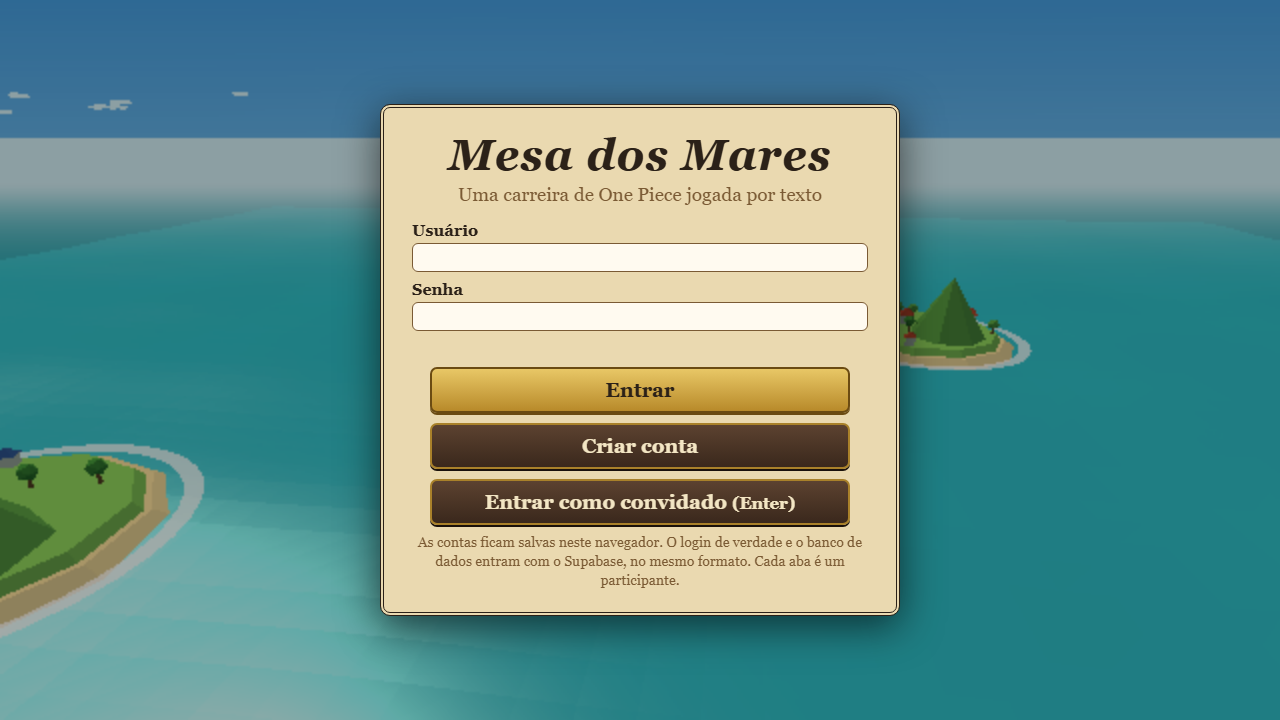 Mesa dos Mares
Uma carreira de One Piece jogada por texto
Usuário
Senha
Entrar
Criar conta
Entrar como convidado (Enter)
As contas ficam salvas neste navegador. O login de verdade e o banco de
dados entram com o Supabase, no mesmo formato. Cada aba é um
participante.